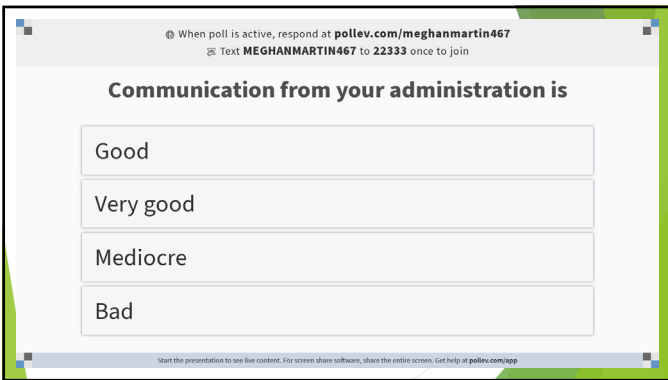 When poll is active, respond at pollev.com/meghanmartin467
Text MEGHANMARTIN467 to 22333 once to join
Communication from your administration is
Good
Very good
Mediocre
Bad
Start the presentation to see live content. For screen share software, share the entire screen. Get help at pollev.com/app